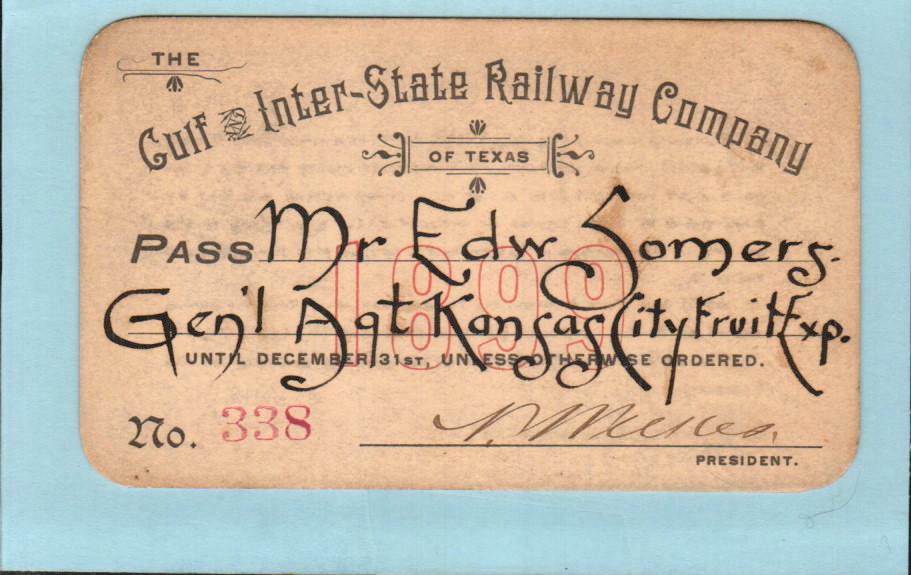 THE
Gulf and Inter-State Railway Company
OF TEXAS
PASS Mr Edw Somers.
1899
Gen'l Agt Kansas City Fruit Exp.
UNTIL DECEMBER 31ST, UNLESS OTHERWISE ORDERED.
No. 338
PRESIDENT.